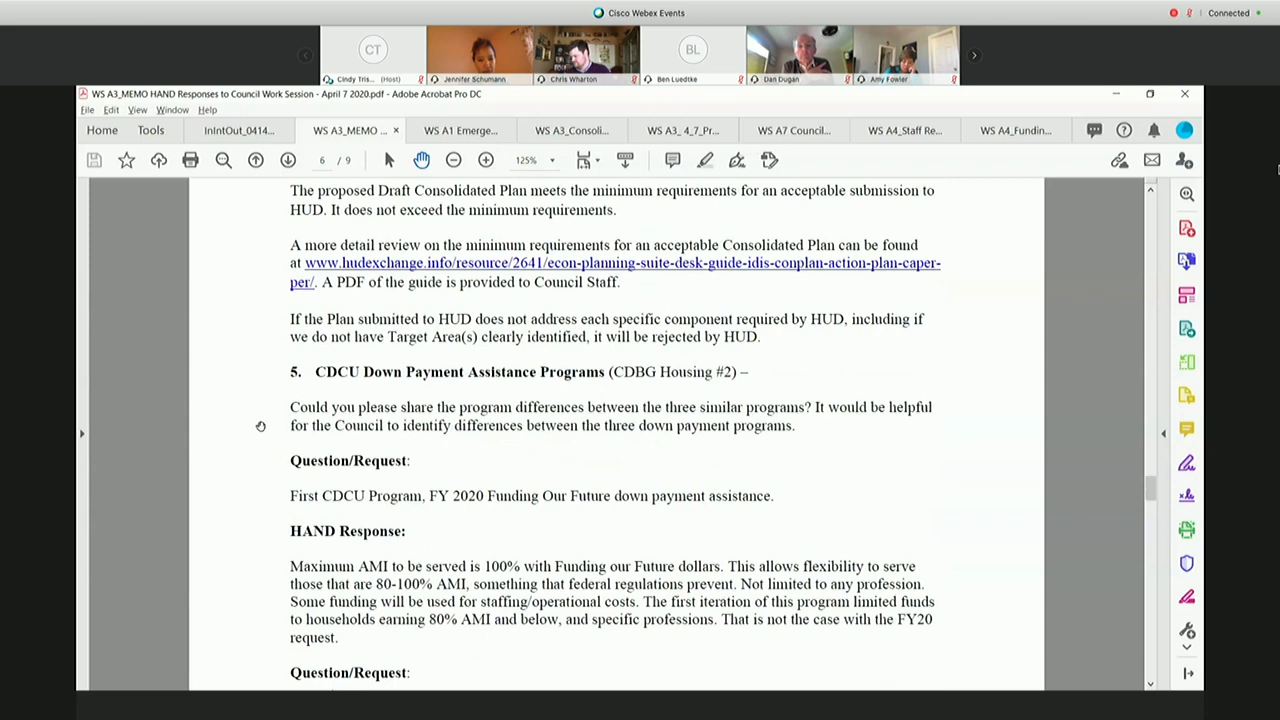 Cisco Webex Events
Connected
CT
BL
Cindy Tris... (Host)
Jennifer Schumann
Chris Wharton
Ben Luedtke
Dan Dugan
Amy Fowler
WS A3_MEMO HAND Responses to Council Work Session - April 7 2020.pdf - Adobe Acrobat Pro DC
File Edit View Window Help
Home Tools InIntOut_0414... WS A3_MEMO ... × WS A1 Emerge... WS A3_Consoli... WS A3_ 4_7_Pr... WS A7 Council... WS A4_Staff Re... WS A4_Fundin...
6 / 9 125%
The proposed Draft Consolidated Plan meets the minimum requirements for an acceptable submission to
HUD. It does not exceed the minimum requirements.
A more detail review on the minimum requirements for an acceptable Consolidated Plan can be found
at www.hudexchange.info/resource/2641/econ-planning-suite-desk-guide-idis-conplan-action-plan-caper-
per/. A PDF of the guide is provided to Council Staff.
If the Plan submitted to HUD does not address each specific component required by HUD, including if
we do not have Target Area(s) clearly identified, it will be rejected by HUD.
5. CDCU Down Payment Assistance Programs (CDBG Housing #2) –
Could you please share the program differences between the three similar programs? It would be helpful
for the Council to identify differences between the three down payment programs.
Question/Request:
First CDCU Program, FY 2020 Funding Our Future down payment assistance.
HAND Response:
Maximum AMI to be served is 100% with Funding our Future dollars. This allows flexibility to serve
those that are 80-100% AMI, something that federal regulations prevent. Not limited to any profession.
Some funding will be used for staffing/operational costs. The first iteration of this program limited funds
to households earning 80% AMI and below, and specific professions. That is not the case with the FY20
request.
Question/Request: